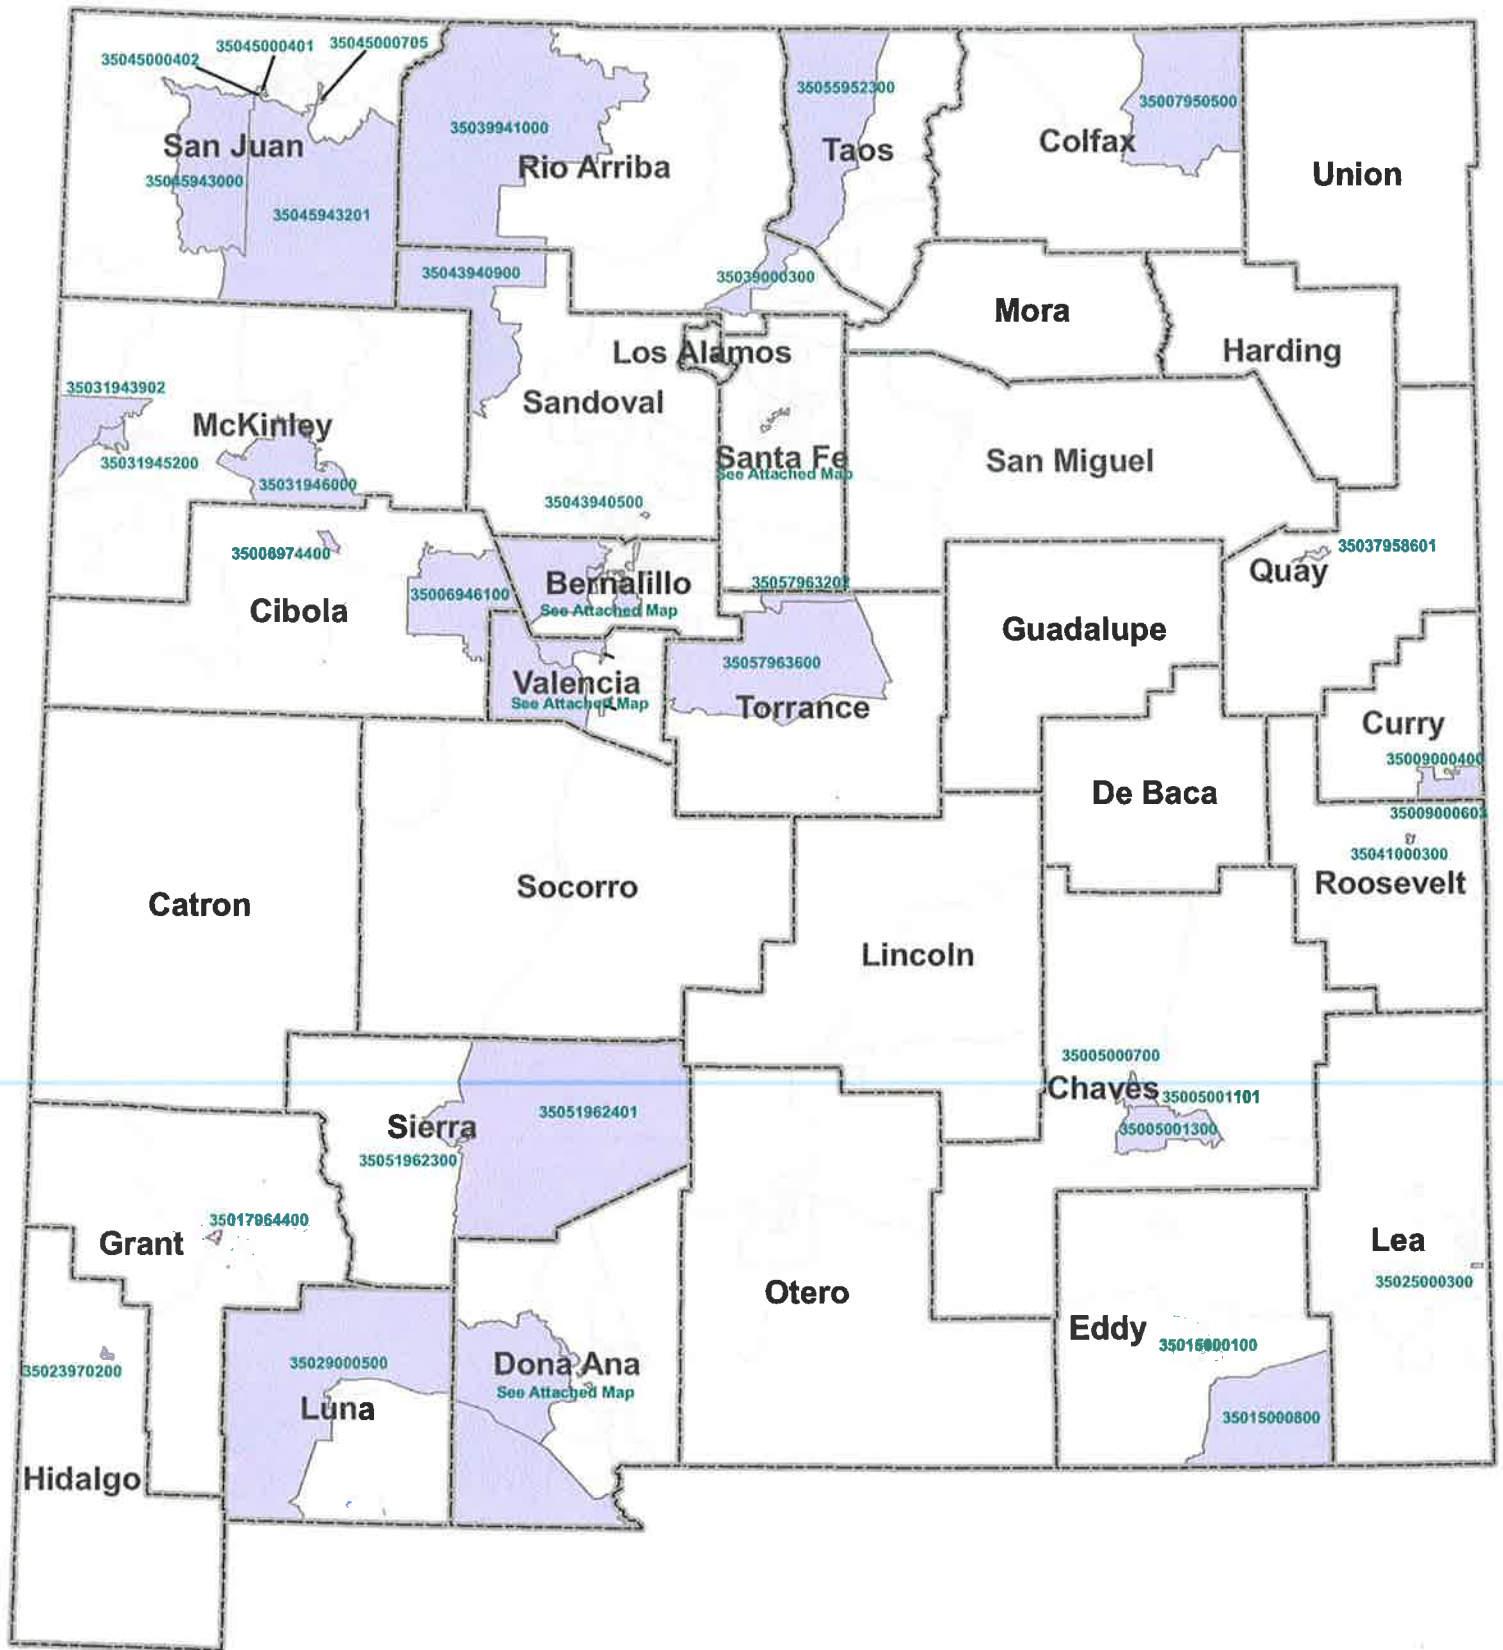 35045000402
35045000401
35045000705
San Juan
35045943000
35045943201
35039941000
Rio Arriba
35055952300
Taos
Colfax
35007950500
Union
35043940900
35039000300
Mora
Harding
Los Alamos
Sandoval
35031943902
McKinley
35031945200
35031946000
Santa Fe
See Attached Map
San Miguel
35043940500
35006974400
Cibola
35006946100
Bernalillo
See Attached Map
35057963202
35037958601
Quay
Guadalupe
Valencia
See Attached Map
35057963600
Torrance
Curry
35009000400
De Baca
35009000603
35041000300
Roosevelt
Catron
Socorro
Lincoln
35005000700
Chaves
35005001101
35005001300
35051962401
Sierra
35051962300
35017964400
Grant
Lea
35025000300
Otero
Eddy
35015000800
35023970200
35029000500
Luna
Dona Ana
See Attached Map
Hidalgo